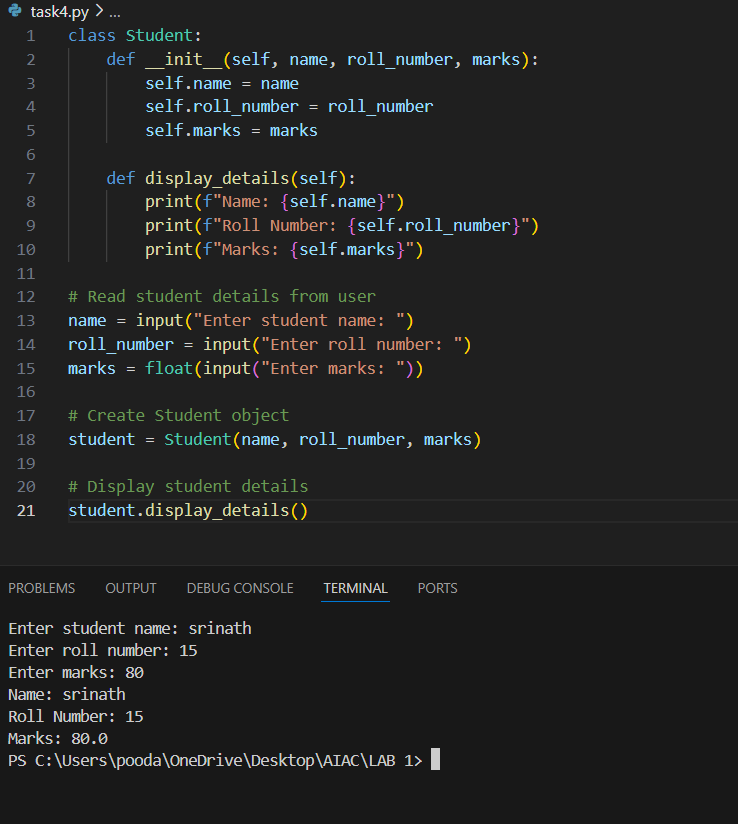 task4.py > ...
1 class Student:
2     def __init__(self, name, roll_number, marks):
3         self.name = name
4         self.roll_number = roll_number
5         self.marks = marks
6
7     def display_details(self):
8         print(f"Name: {self.name}")
9         print(f"Roll Number: {self.roll_number}")
10         print(f"Marks: {self.marks}")
11
12 # Read student details from user
13 name = input("Enter student name: ")
14 roll_number = input("Enter roll number: ")
15 marks = float(input("Enter marks: "))
16
17 # Create Student object
18 student = Student(name, roll_number, marks)
19
20 # Display student details
21 student.display_details()
PROBLEMS OUTPUT DEBUG CONSOLE TERMINAL PORTS
Enter student name: srinath
Enter roll number: 15
Enter marks: 80
Name: srinath
Roll Number: 15
Marks: 80.0
PS C:\Users\pooda\OneDrive\Desktop\AIAC\LAB 1>